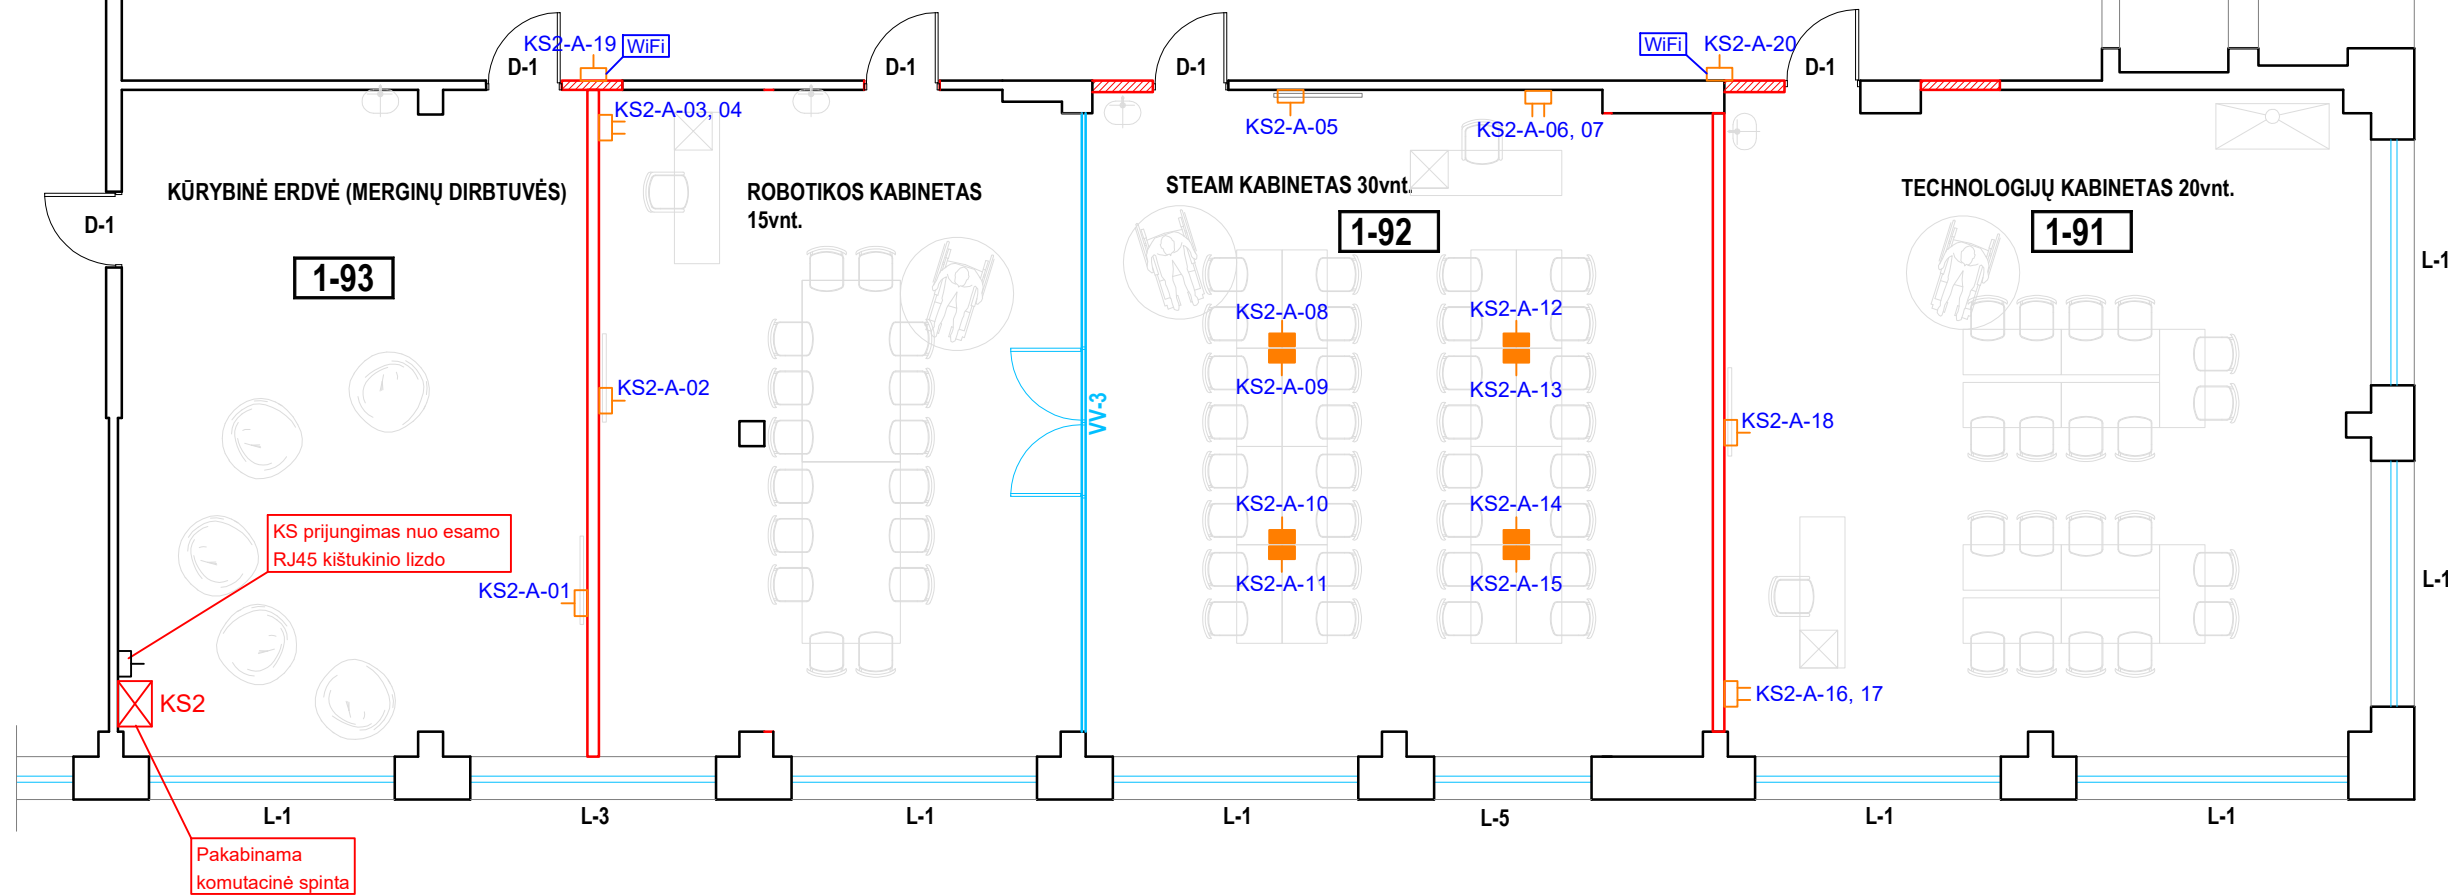 KS2-A-19
WiFi
WiFi
KS2-A-20
D-1
D-1
D-1
D-1
KS2-A-03, 04
KS2-A-05
KS2-A-06, 07
KŪRYBINĖ ERDVĖ (MERGINŲ DIRBTUVĖS)
ROBOTIKOS KABINETAS
15vnt.
STEAM KABINETAS 30vnt.
TECHNOLOGIJŲ KABINETAS 20vnt.
D-1
1-93
1-92
1-91
L-1
KS2-A-08
KS2-A-12
KS2-A-09
KS2-A-13
KS2-A-02
VV-3
KS2-A-18
KS2-A-10
KS2-A-14
KS prijungimas nuo esamo
RJ45 kištukinio lizdo
KS2-A-01
KS2-A-11
KS2-A-15
L-1
KS2
KS2-A-16, 17
L-1
L-3
L-1
L-1
L-5
L-1
L-1
Pakabinama
komutacinė spinta